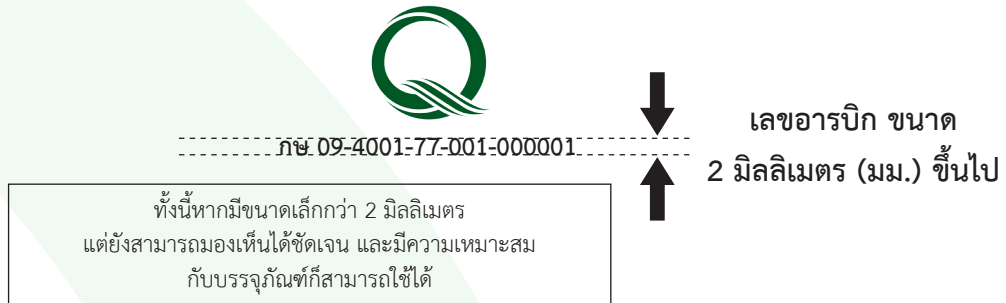 Q
กษ 09-4001-77-001-000001
เลขอารบิก ขนาด
2 มิลลิเมตร (มม.) ขึ้นไป
ทั้งนี้หากมีขนาดเล็กกว่า 2 มิลลิเมตร
แต่ยังสามารถมองเห็นได้ชัดเจน และมีความเหมาะสม
กับบรรจุภัณฑ์ก็สามารถใช้ได้